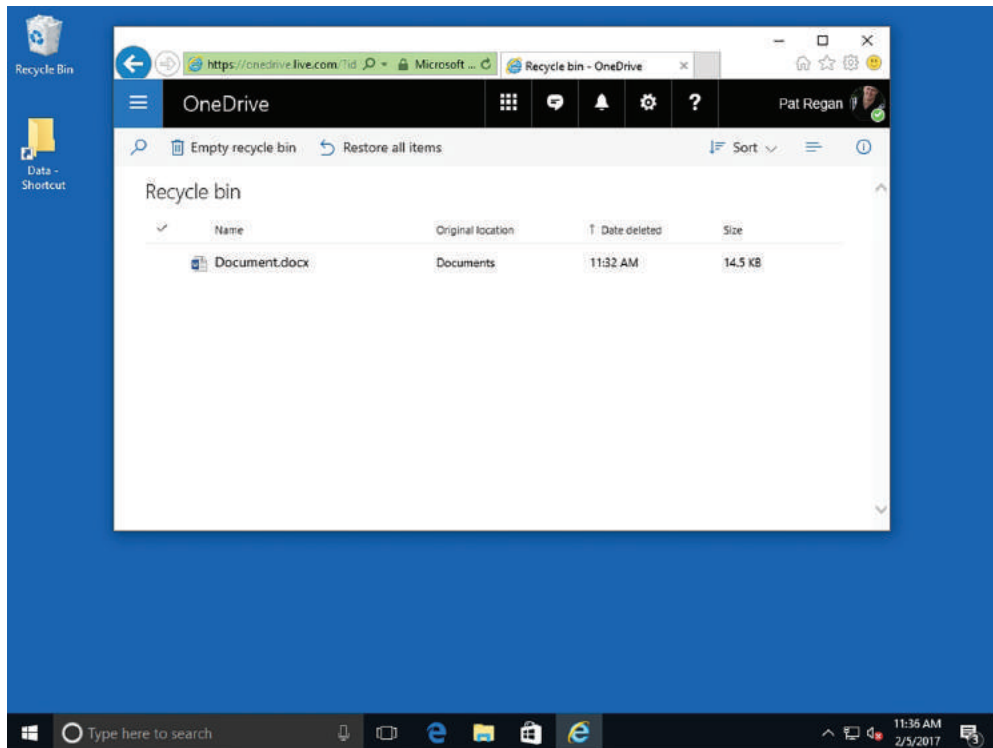 Recycle Bin
Data -
Shortcut
https://onedrive.live.com/?id
Microsoft ...
Recycle bin - OneDrive
OneDrive
?
Pat Regan
Empty recycle bin
Restore all items
Sort
Recycle bin
Name
Original location
Date deleted
Size
Document.docx
Documents
11:32 AM
14.5 KB
Type here to search
11:36 AM
2/5/2017
3